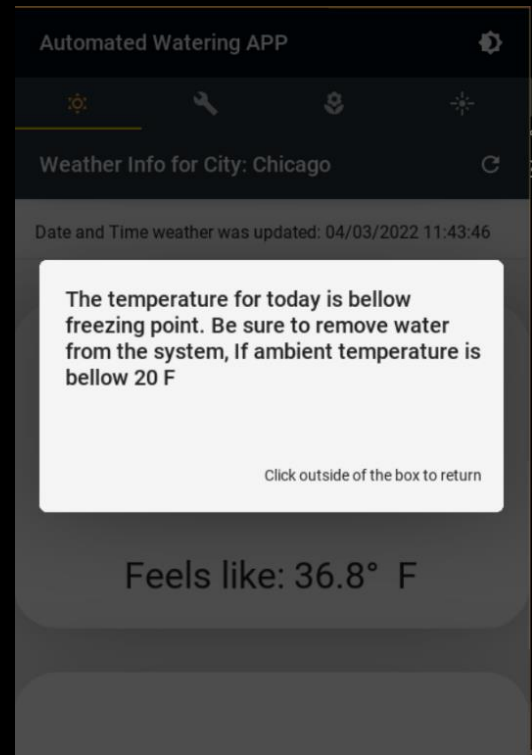 Automated Watering APP
Weather Info for City: Chicago
Date and Time weather was updated: 04/03/2022 11:43:46
The temperature for today is bellow
freezing point. Be sure to remove water
from the system, If ambient temperature is
bellow 20 F
Click outside of the box to return
Feels like: 36.8° F